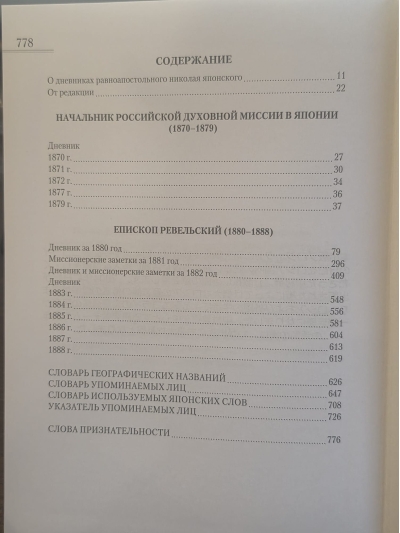 778
СОДЕРЖАНИЕ
О дневниках равноапостольного николая японского 11
От редакции 22
НАЧАЛЬНИК РОССИЙСКОЙ ДУХОВНОЙ МИССИИ В ЯПОНИИ
(1870–1879)
Дневник
1870 г. 27
1871 г. 30
1872 г. 34
1877 г. 36
1879 г. 37
ЕПИСКОП РЕВЕЛЬСКИЙ (1880–1888)
Дневник за 1880 год 79
Миссионерские заметки за 1881 год 296
Дневник и миссионерские заметки за 1882 год 409
Дневник
1883 г. 548
1884 г. 556
1885 г. 581
1886 г. 604
1887 г. 613
1888 г. 619
СЛОВАРЬ ГЕОГРАФИЧЕСКИХ НАЗВАНИЙ 626
СЛОВАРЬ УПОМИНАЕМЫХ ЛИЦ 647
СЛОВАРЬ ИСПОЛЬЗУЕМЫХ ЯПОНСКИХ СЛОВ 708
УКАЗАТЕЛЬ УПОМИНАЕМЫХ ЛИЦ 726
СЛОВА ПРИЗНАТЕЛЬНОСТИ 776